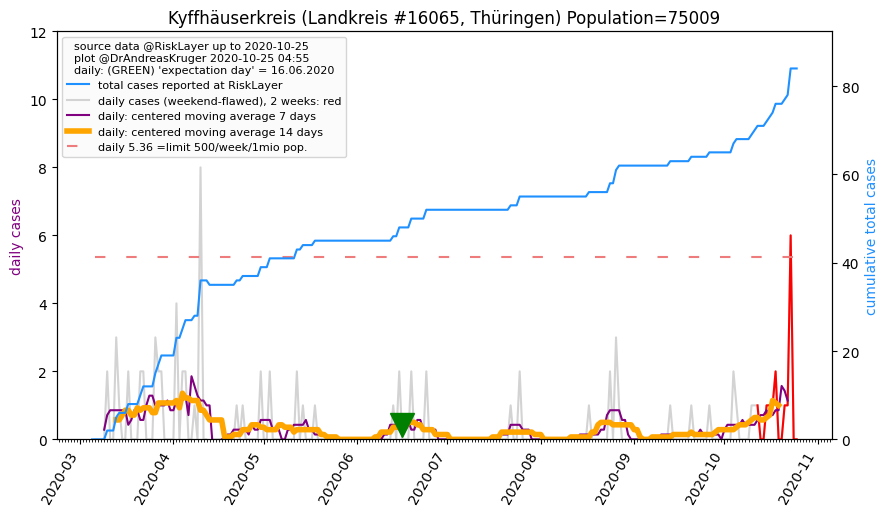 Kyffhäuserkreis (Landkreis #16065, Thüringen) Population=75009
source data @RiskLayer up to 2020-10-25
plot @DrAndreasKruger 2020-10-25 04:55
daily: (GREEN) 'expectation day' = 16.06.2020
total cases reported at RiskLayer
daily cases (weekend-flawed), 2 weeks: red
daily: centered moving average 7 days
daily: centered moving average 14 days
daily 5.36 =limit 500/week/1mio pop.
daily cases
12
10
8
6
4
2
0
cumulative total cases
80
60
40
20
0
2020-03
2020-04
2020-05
2020-06
2020-07
2020-08
2020-09
2020-10
2020-11